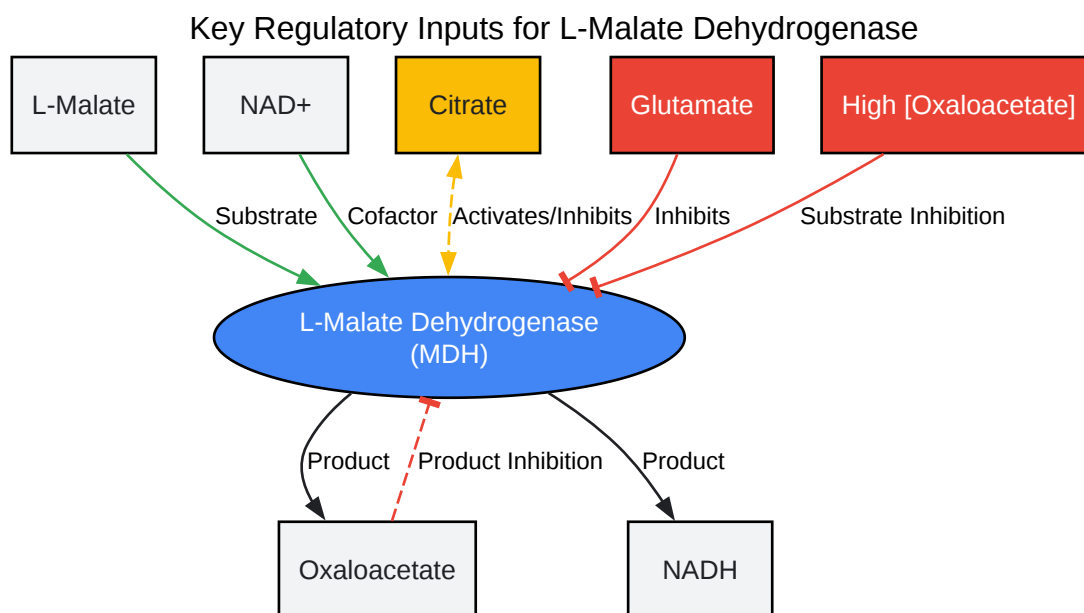 Key Regulatory Inputs for L-Malate Dehydrogenase
L-Malate
NAD+
Citrate
Glutamate
High [Oxaloacetate]
Substrate
Cofactor
Activates/Inhibits
Inhibits
Substrate Inhibition
L-Malate Dehydrogenase
(MDH)
Product
Product Inhibition
Product
Oxaloacetate
NADH